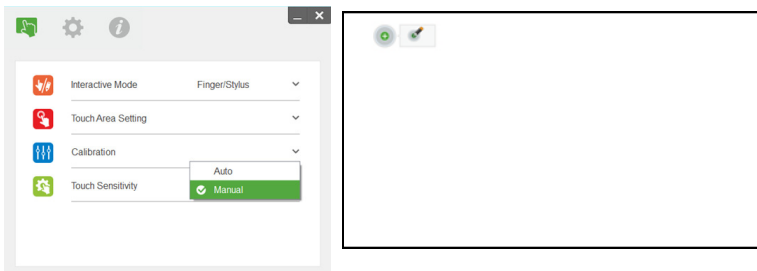 Interactive Mode Finger/Stylus
Touch Area Setting
Calibration
Auto
Touch Sensitivity Manual